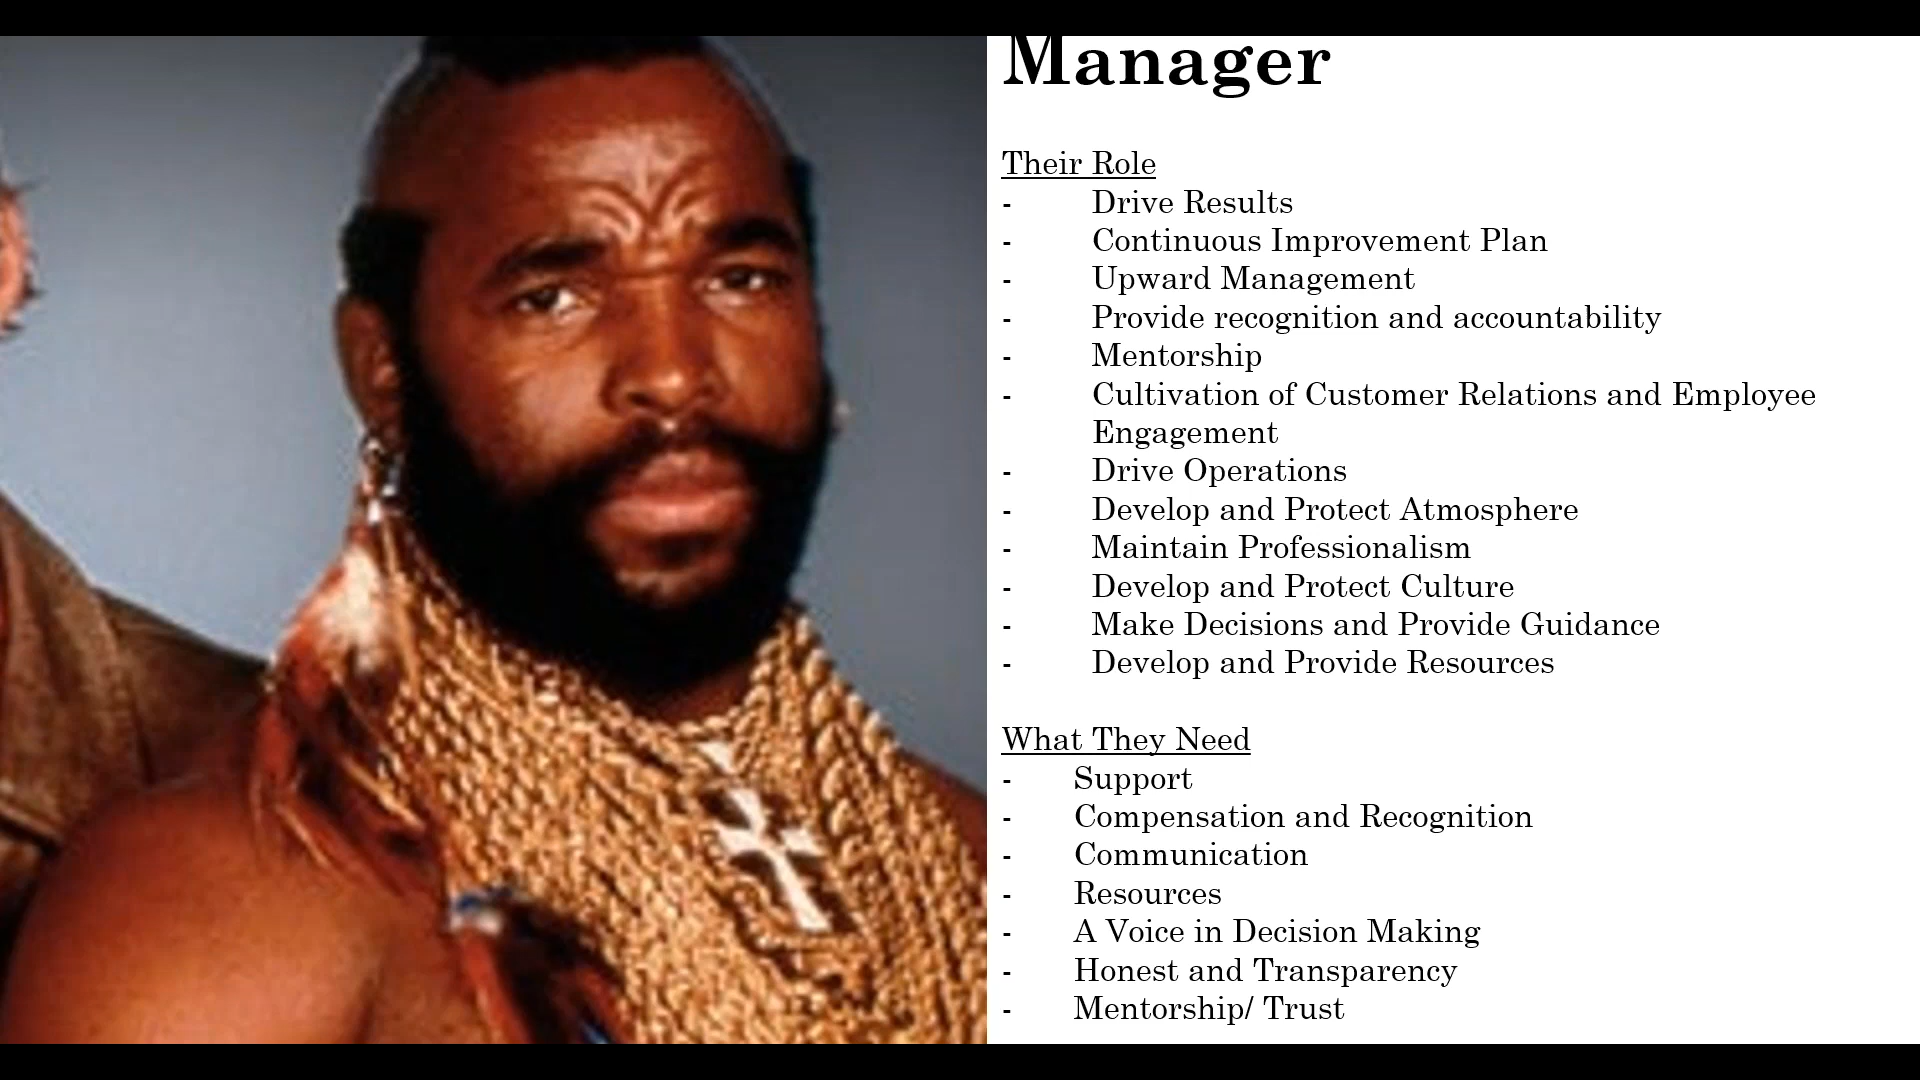 Manager
Their Role
- Drive Results
- Continuous Improvement Plan
- Upward Management
- Provide recognition and accountability
- Mentorship
- Cultivation of Customer Relations and Employee
Engagement
- Drive Operations
- Develop and Protect Atmosphere
- Maintain Professionalism
- Develop and Protect Culture
- Make Decisions and Provide Guidance
- Develop and Provide Resources
What They Need
- Support
- Compensation and Recognition
- Communication
- Resources
- A Voice in Decision Making
- Honest and Transparency
- Mentorship/ Trust